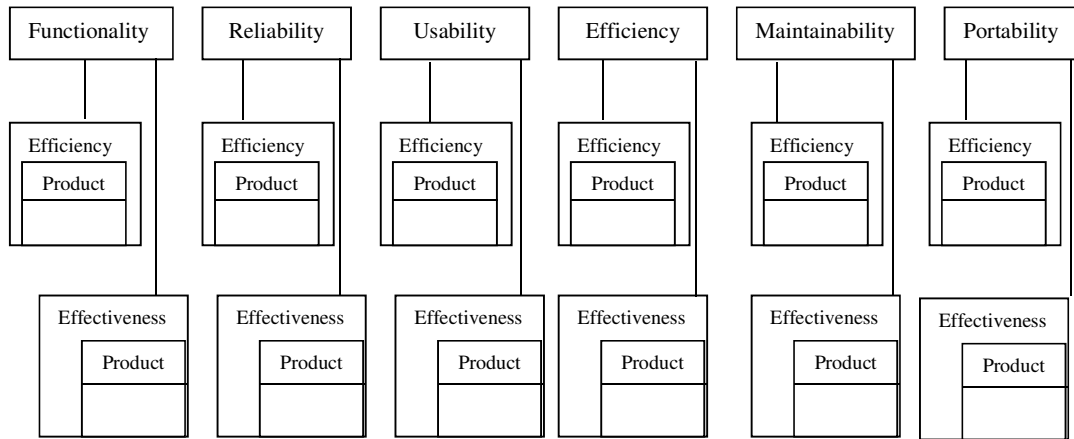 Functionality Reliability Usability Efficiency Maintainability Portability
Efficiency Efficiency Efficiency Efficiency Efficiency Efficiency
Product Product Product Product Product Product
Effectiveness Effectiveness Effectiveness Effectiveness Effectiveness Effectiveness
Product Product Product Product Product Product